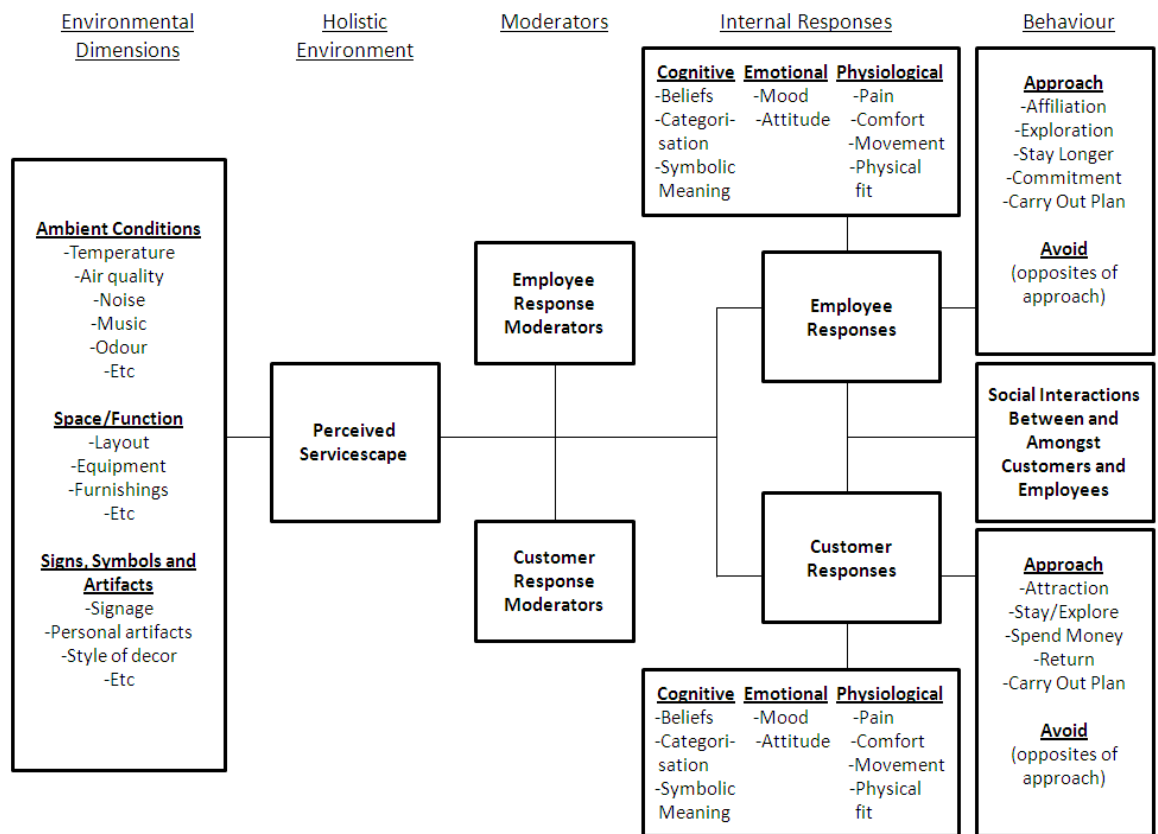 Environmental
Dimensions
Holistic
Environment
Moderators
Internal Responses
Behaviour
Ambient Conditions
-Temperature
-Air quality
-Noise
-Music
-Odour
-Etc
Space/Function
-Layout
-Equipment
-Furnishings
-Etc
Signs, Symbols and
Artifacts
-Signage
-Personal artifacts
-Style of decor
-Etc
Perceived
Servicescape
Employee
Response
Moderators
Customer
Response
Moderators
Cognitive Emotional Physiological
-Beliefs -Mood -Pain
-Categori- -Attitude -Comfort
sation -Movement
-Symbolic -Physical
Meaning fit
Employee
Responses
Customer
Responses
Cognitive Emotional Physiological
-Beliefs -Mood -Pain
-Categori- -Attitude -Comfort
sation -Movement
-Symbolic -Physical
Meaning fit
Approach
-Affiliation
-Exploration
-Stay Longer
-Commitment
-Carry Out Plan
Avoid
(opposites of
approach)
Social Interactions
Between and
Amongst
Customers and
Employees
Approach
-Attraction
-Stay/Explore
-Spend Money
-Return
-Carry Out Plan
Avoid
(opposites of
approach)